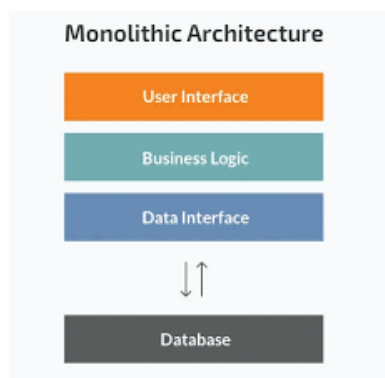 Monolithic Architecture
User Interface
Business Logic
Data Interface
Database